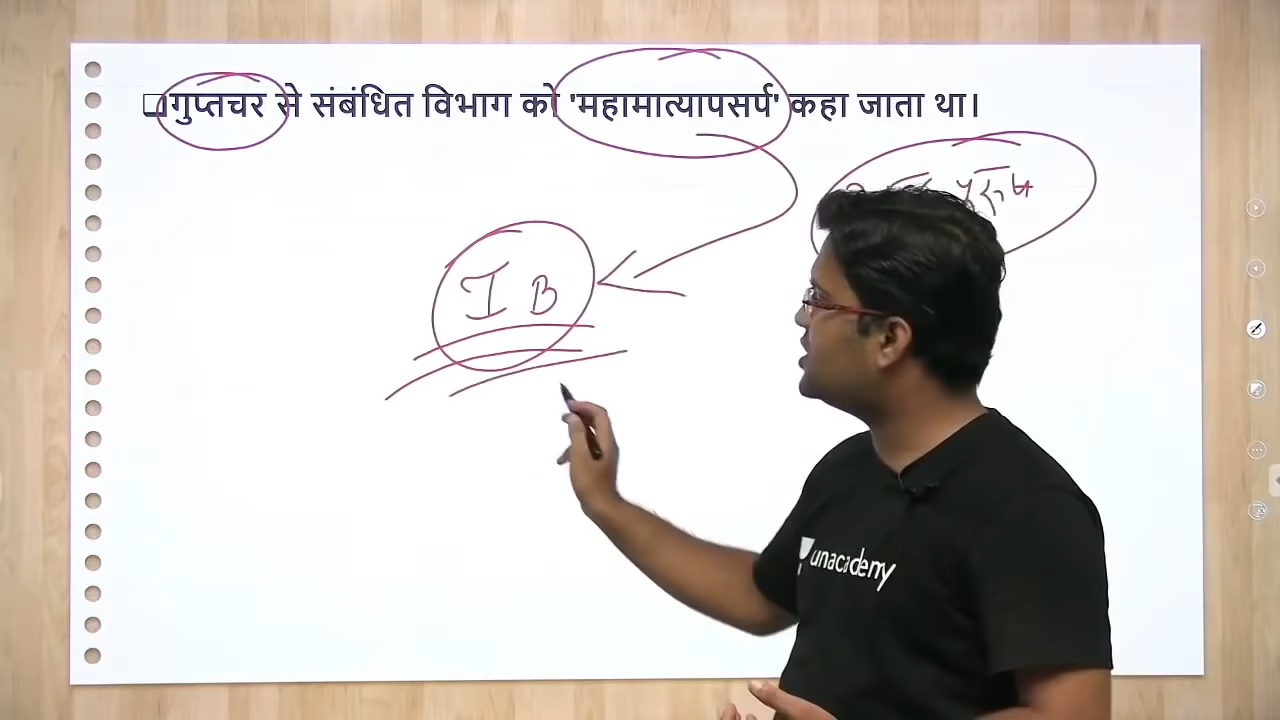 ❑गुप्तचर से संबंधित विभाग को 'महामात्यापसर्प' कहा जाता था।
I B
unacademy